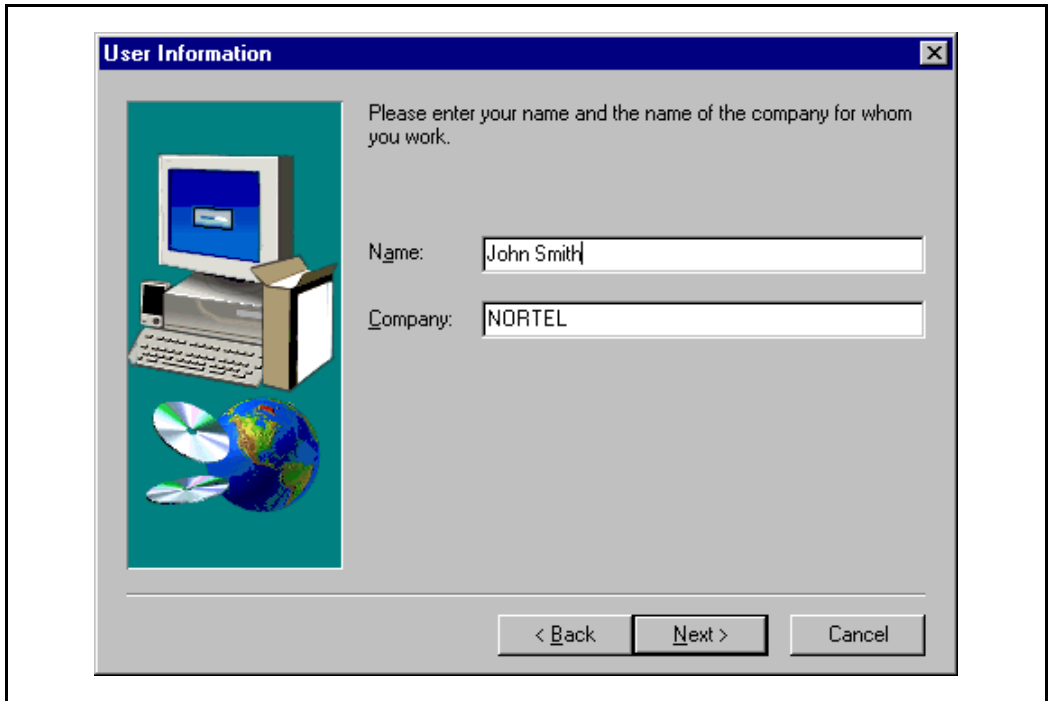 User Information
Please enter your name and the name of the company for whom
you work.
Name: John Smith
Company: NORTEL
< Back Next > Cancel